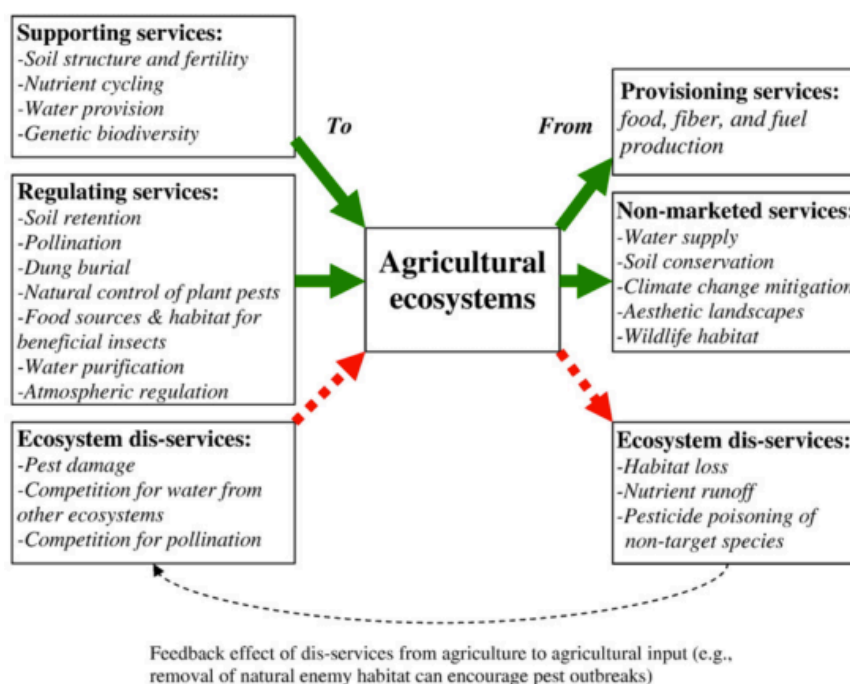 Supporting services:
-Soil structure and fertility
-Nutrient cycling
-Water provision
-Genetic biodiversity
To
Regulating services:
-Soil retention
-Pollination
-Dung burial
-Natural control of plant pests
-Food sources & habitat for
beneficial insects
-Water purification
-Atmospheric regulation
Ecosystem dis-services:
-Pest damage
-Competition for water from
other ecosystems
-Competition for pollination
Agricultural
ecosystems
From
Provisioning services:
food, fiber, and fuel
production
Non-marketed services:
-Water supply
-Soil conservation
-Climate change mitigation
-Aesthetic landscapes
-Wildlife habitat
Ecosystem dis-services:
-Habitat loss
-Nutrient runoff
-Pesticide poisoning of
non-target species
Feedback effect of dis-services from agriculture to agricultural input (e.g.,
removal of natural enemy habitat can encourage pest outbreaks)